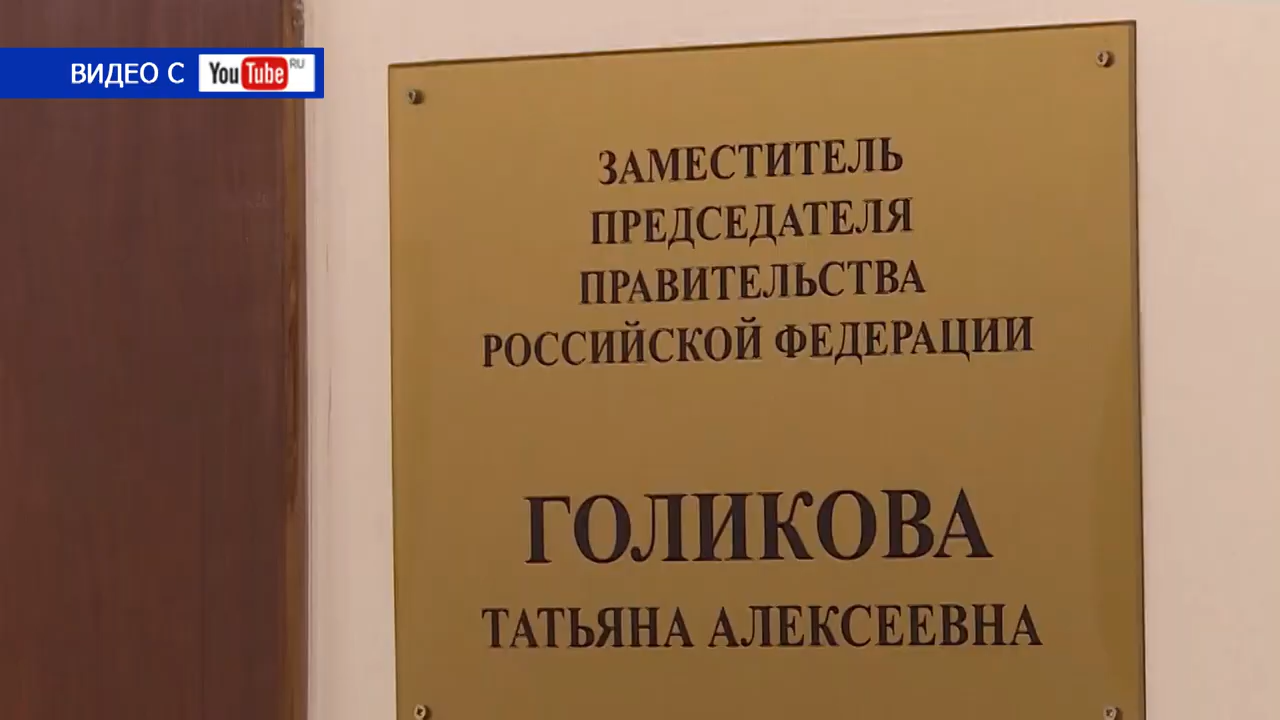 ВИДЕО С YouTube RU
ЗАМЕСТИТЕЛЬ
ПРЕДСЕДАТЕЛЯ
ПРАВИТЕЛЬСТВА
РОССИЙСКОЙ ФЕДЕРАЦИИ
ГОЛИКОВА
ТАТЬЯНА АЛЕКСЕЕВНА